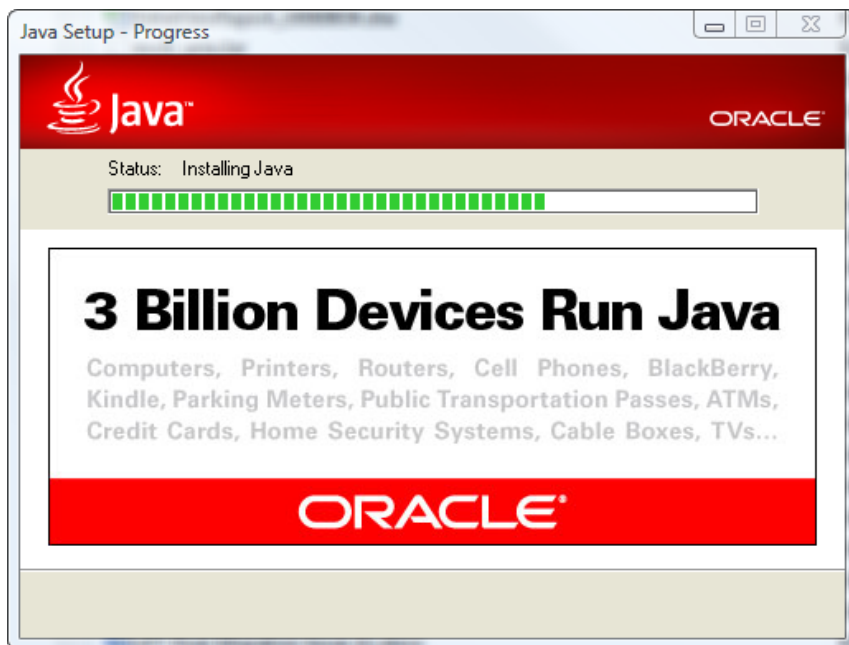 Java Setup - Progress
Java™
ORACLE®
Status: Installing Java
3 Billion Devices Run Java
Computers, Printers, Routers, Cell Phones, BlackBerry,
Kindle, Parking Meters, Public Transportation Passes, ATMs,
Credit Cards, Home Security Systems, Cable Boxes, TVs...
ORACLE®